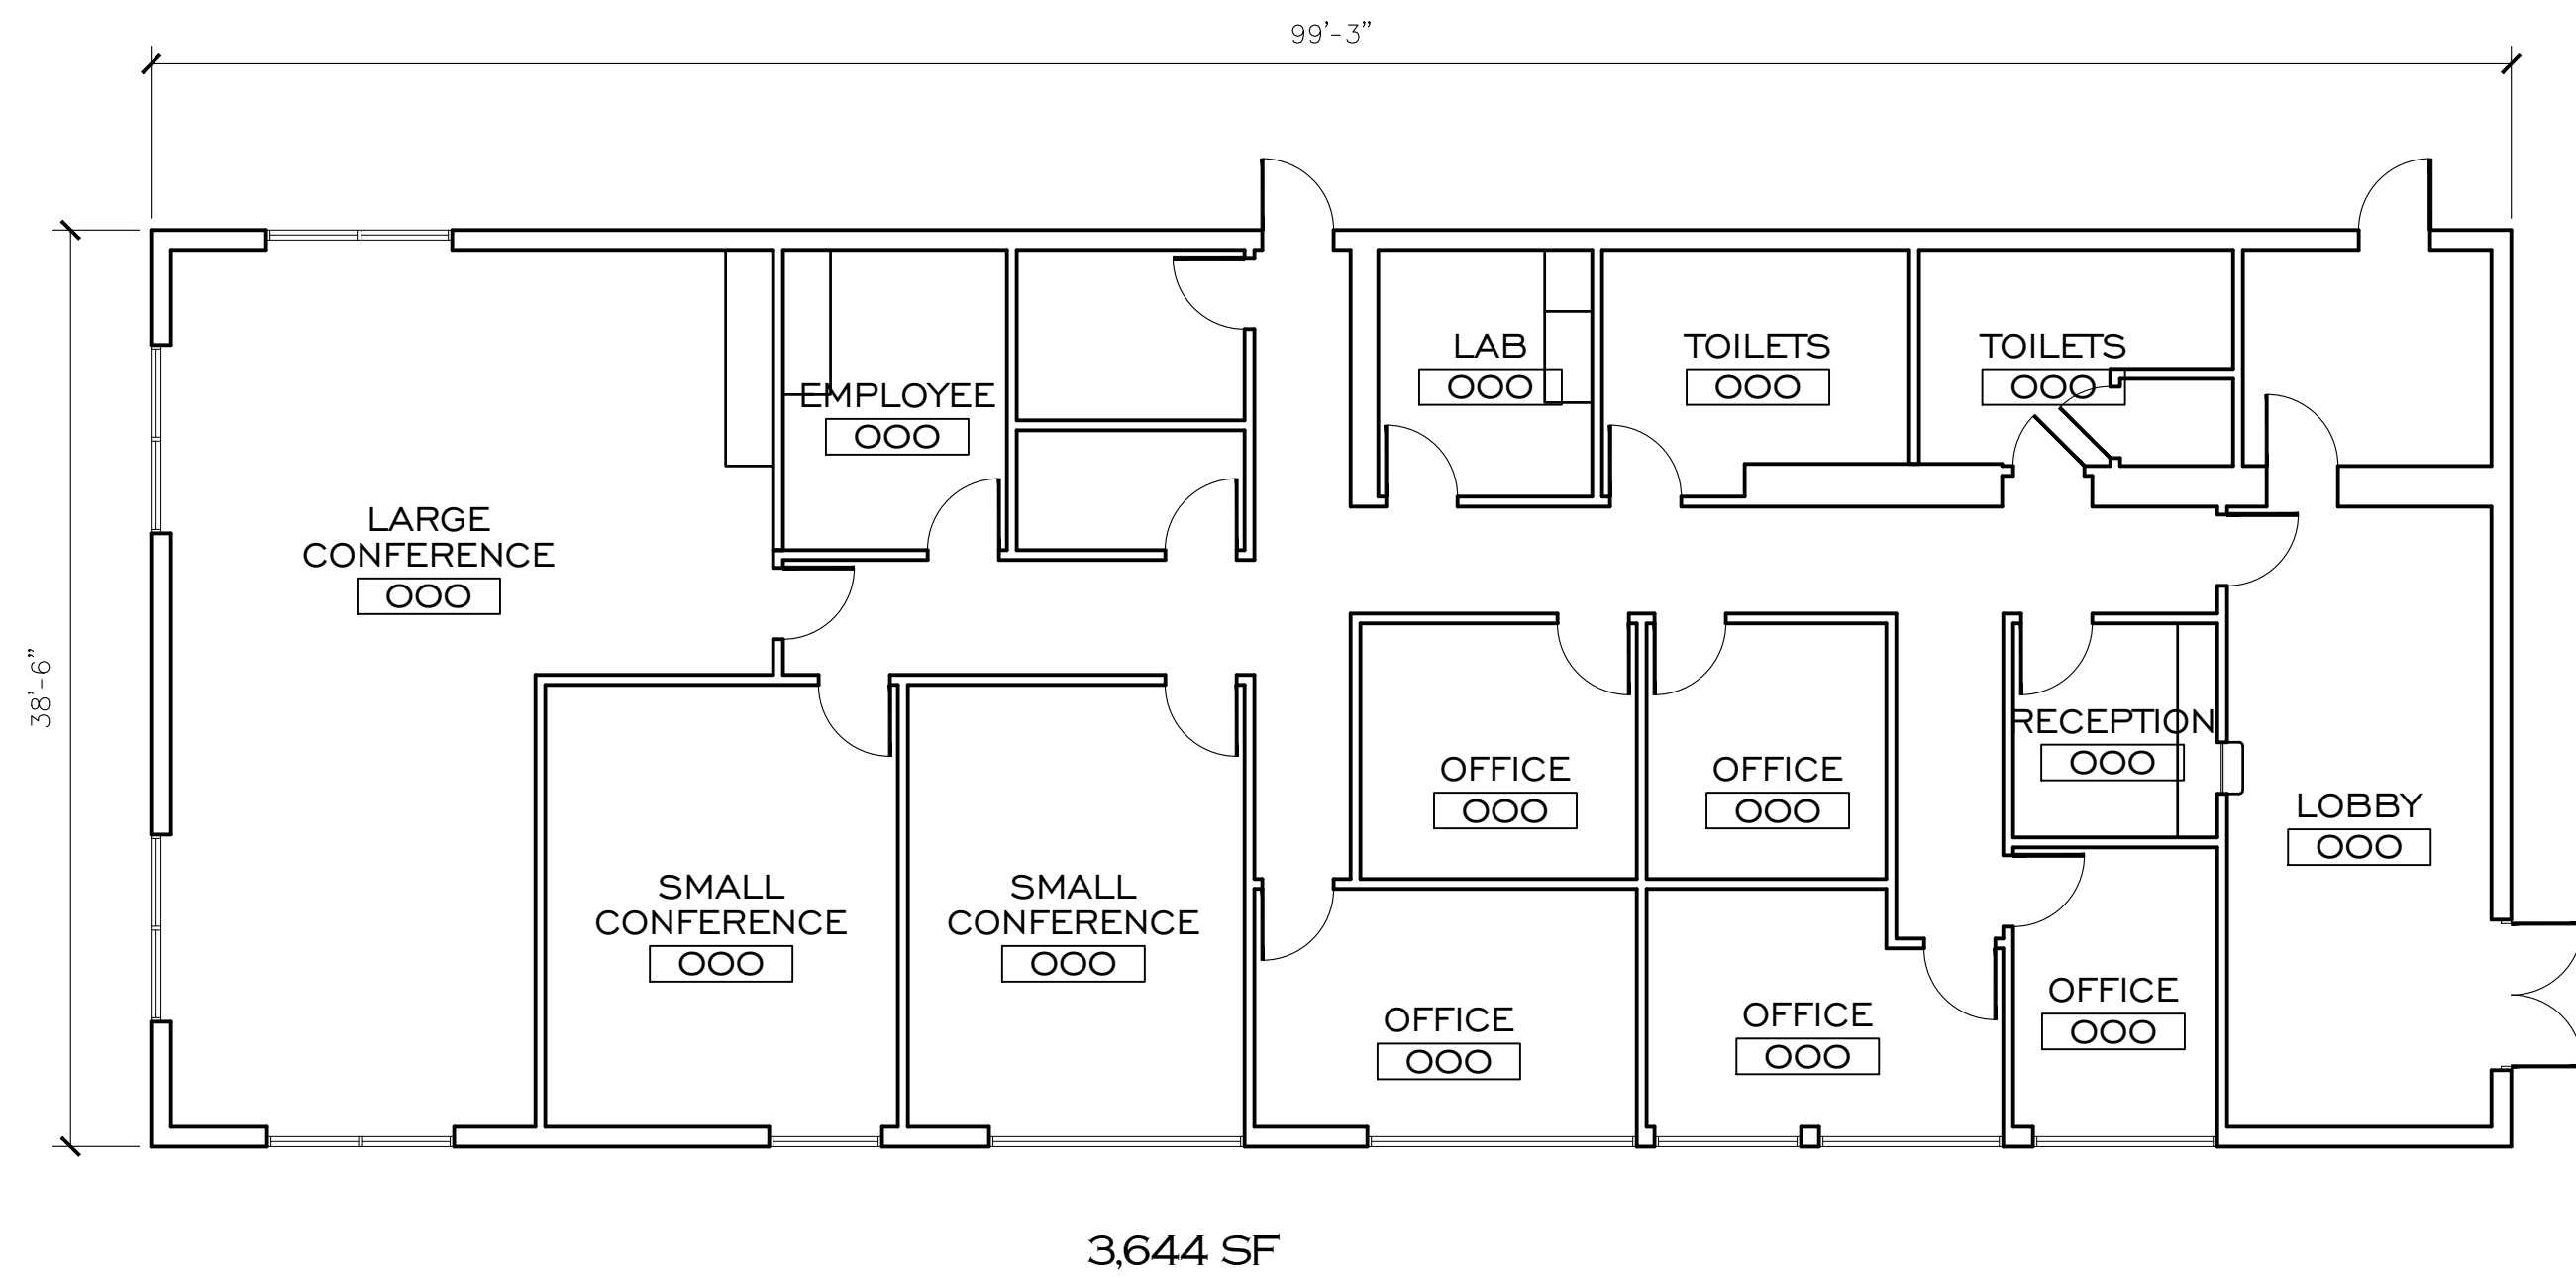 99'-3"
38'-6"
LARGE
CONFERENCE
000
EMPLOYEE
000
LAB
000
TOILETS
000
TOILETS
000
SMALL
CONFERENCE
000
SMALL
CONFERENCE
000
OFFICE
000
OFFICE
000
RECEPTION
000
LOBBY
000
OFFICE
000
OFFICE
000
OFFICE
000
3,644 SF